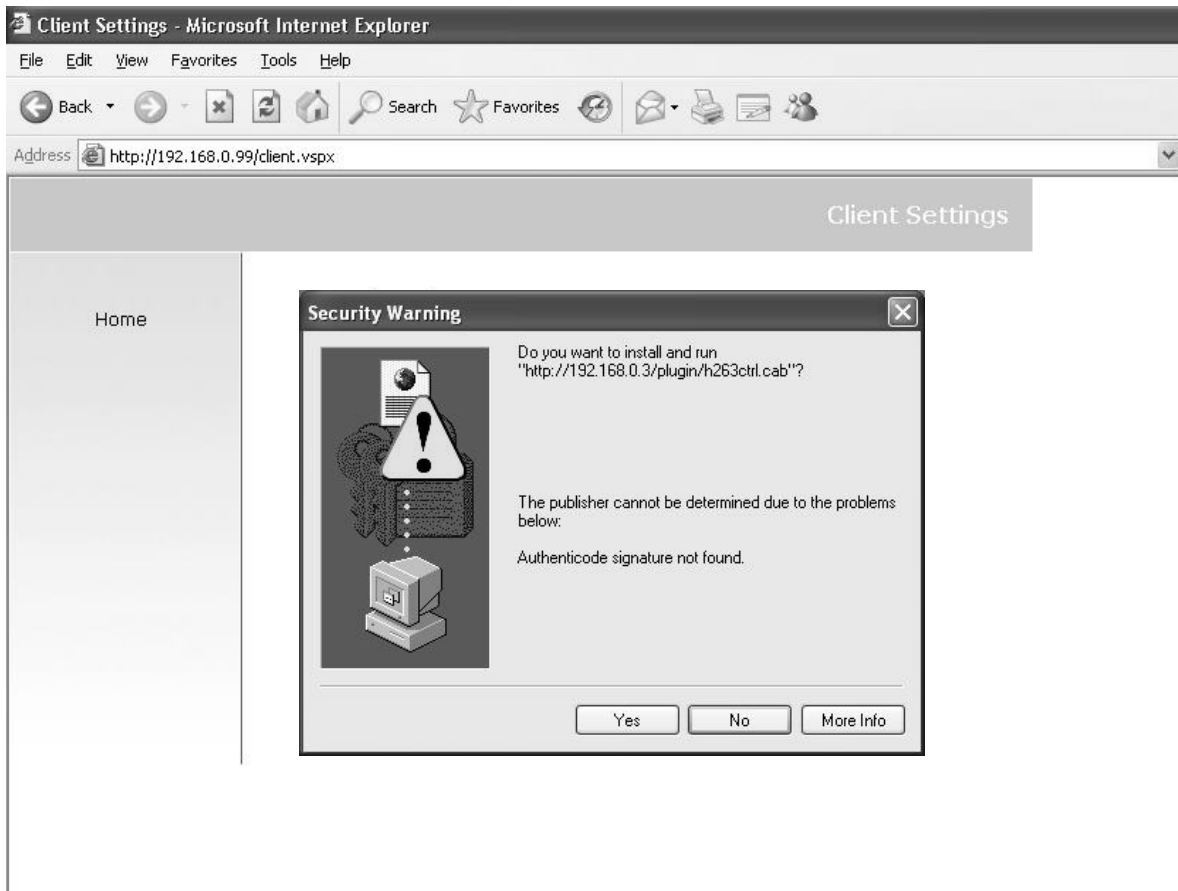 Client Settings - Microsoft Internet Explorer
File Edit View Favorites Tools Help
Back Search Favorites
Address http://192.168.0.99/client.vspx
Client Settings
Home
Security Warning
Do you want to install and run
"http://192.168.0.3/plugin/h263ctrl.cab"?
The publisher cannot be determined due to the problems
below:
Authenticode signature not found.
Yes No More Info